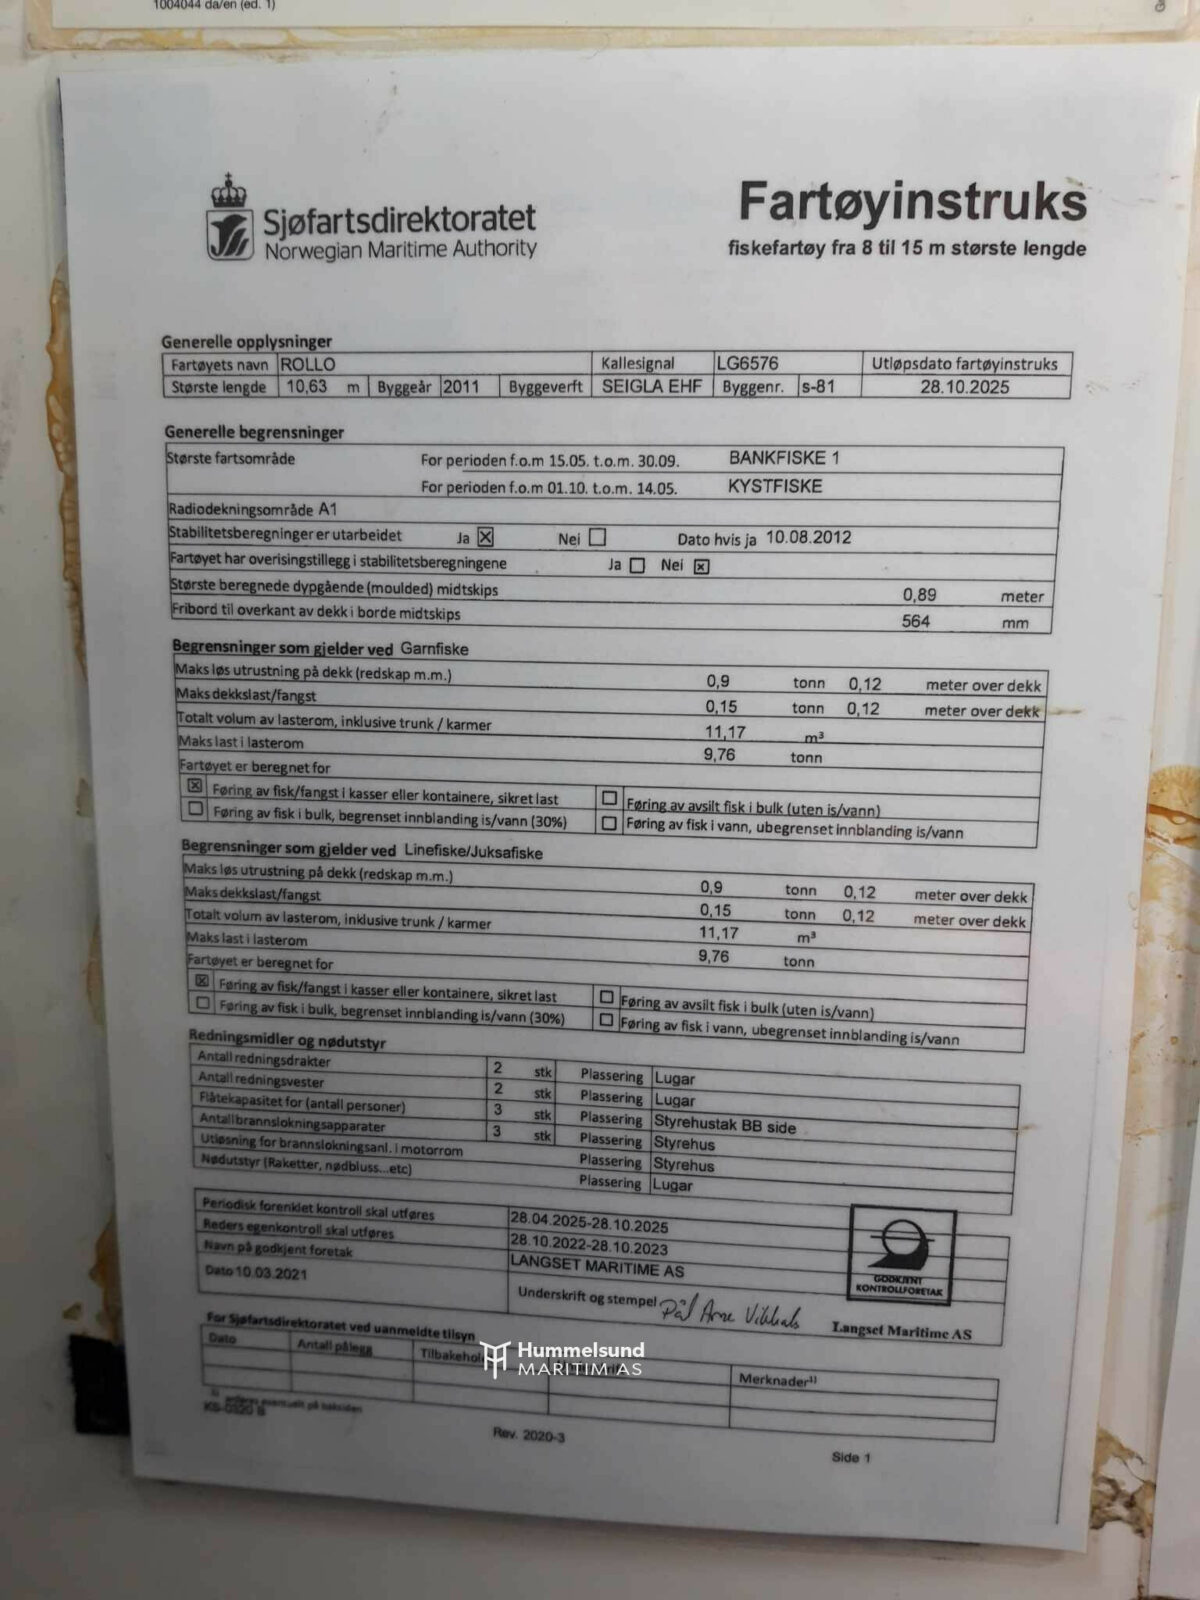 1004044 da/en (ed. 1)
Sjøfartsdirektoratet
Norwegian Maritime Authority
Fartøyinstruks
fiskefartøy fra 8 til 15 m største lengde
Generelle opplysninger
Fartøyets navn ROLLO Kallesignal LG6576 Utløpsdato fartøyinstruks
Største lengde 10,63 m Byggeår 2011 Byggeverft SEIGLA EHF Byggenr. s-81 28.10.2025
Generelle begrensninger
Største fartsområde For perioden f.o.m 15.05. t.o.m. 30.09. BANKFISKE 1
For perioden f.o.m 01.10. t.o.m. 14.05. KYSTFISKE
Radiodekningsområde A1
Stabilitetsberegninger er utarbeidet Ja ☒ Nei ☐ Dato hvis ja 10.08.2012
Fartøyet har overisingstillegg i stabilitetsberegningene Ja ☐ Nei ☒
Største beregnede dypgående (moulded) midtskips 0,89 meter
Fribord til overkant av dekk i borde midtskips 564 mm
Begrensninger som gjelder ved Garnfiske
Maks løs utrustning på dekk (redskap m.m.) 0,9 tonn 0,12 meter over dekk
Maks dekkslast/fangst 0,15 tonn 0,12 meter over dekk
Totalt volum av lasterom, inklusive trunk / karmer 11,17 m³
Maks last i lasterom 9,76 tonn
Fartøyet er beregnet for
☒ Føring av fisk/fangst i kasser eller kontainere, sikret last ☐ Føring av avsilt fisk i bulk (uten is/vann)
☐ Føring av fisk i bulk, begrenset innblanding is/vann (30%) ☐ Føring av fisk i vann, ubegrenset innblanding is/vann
Begrensninger som gjelder ved Linefiske/Juksafiske
Maks løs utrustning på dekk (redskap m.m.) 0,9 tonn 0,12 meter over dekk
Maks dekkslast/fangst 0,15 tonn 0,12 meter over dekk
Totalt volum av lasterom, inklusive trunk / karmer 11,17 m³
Maks last i lasterom 9,76 tonn
Fartøyet er beregnet for
☒ Føring av fisk/fangst i kasser eller kontainere, sikret last ☐ Føring av avsilt fisk i bulk (uten is/vann)
☐ Føring av fisk i bulk, begrenset innblanding is/vann (30%) ☐ Føring av fisk i vann, ubegrenset innblanding is/vann
Redningsmidler og nødutstyr
Antall redningsdrakter 2 stk Plassering Lugar
Antall redningsvester 2 stk Plassering Lugar
Flåtekapasitet for (antall personer) 3 stk Plassering Styrehustak BB side
Antall brannslokningsapparater 3 stk Plassering Styrehus
Utløsning for brannslokningsanl. i motorrom Plassering Styrehus
Nødutstyr (Raketter, nødbluss...etc) Plassering Lugar
Periodisk forenklet kontroll skal utføres 28.04.2025-28.10.2025
Reders egenkontroll skal utføres 28.10.2022-28.10.2023
Navn på godkjent foretak LANGSET MARITIME AS
Dato 10.03.2021 Underskrift og stempel
GODKJENT
KONTROLLFORETAK
Langset Maritime AS
For Sjøfartsdirektoratet ved uanmeldte tilsyn
Dato Antall pålegg Merknader¹⁾
Hummelsund
MARITIM AS
KS-0320 B
Rev. 2020-3
Side 1